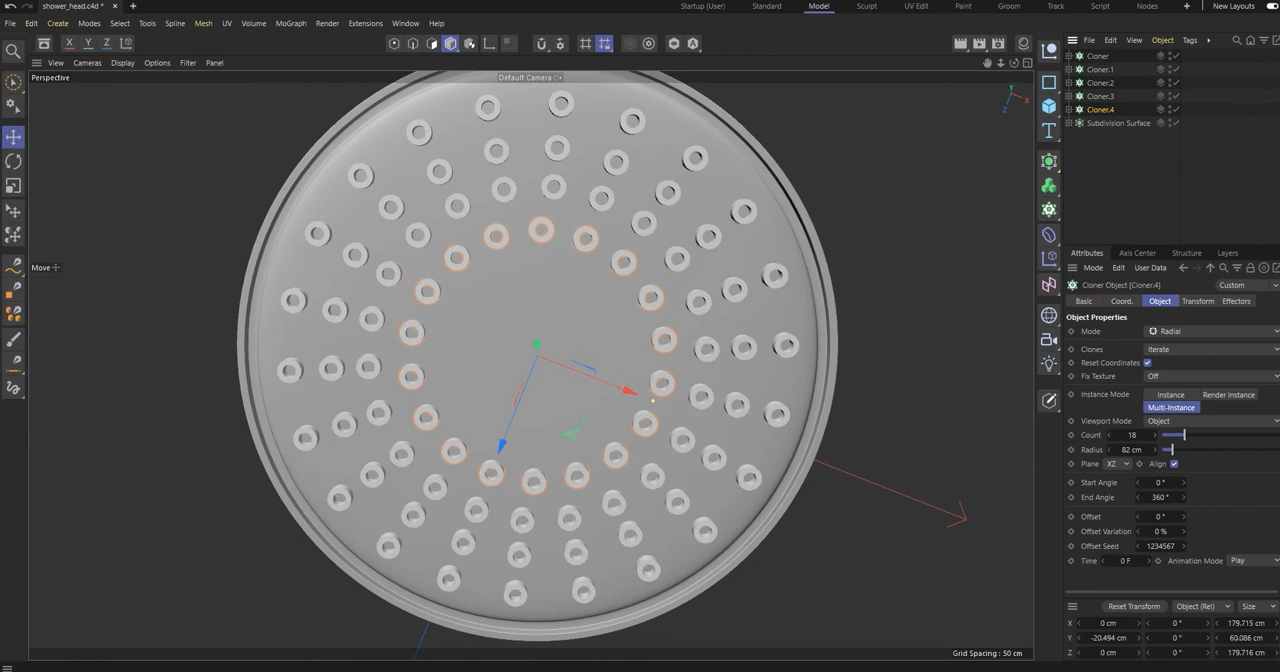 shower_head.c4d *
Startup (User)
Standard
Model
Sculpt
UV Edit
Paint
Groom
Track
Script
Nodes
New Layouts
File
Edit
Create
Modes
Select
Tools
Spline
Mesh
UV
Volume
MoGraph
Render
Extensions
Window
Help
X
Y
Z
File
Edit
View
Object
Tags
View
Cameras
Display
Options
Filter
Panel
Perspective
Default Camera
Y
X
Z
Cloner
Cloner.1
Cloner.2
Cloner.3
Cloner.4
Subdivision Surface
Move
Attributes
Axis Center
Structure
Layers
Mode
Edit
User Data
Cloner Object [Cloner.4]
Custom
Basic
Coord.
Object
Transform
Effectors
Object Properties
Mode
Radial
Clones
Iterate
Reset Coordinates
Fix Texture
Off
Instance Mode
Instance
Render Instance
Multi-Instance
Viewport Mode
Object
Count
18
Radius
82 cm
Plane
XZ
Align
Start Angle
0 °
End Angle
360 °
Offset
0 °
Offset Variation
0 %
Offset Seed
1234567
Time
0 F
Animation Mode
Play
Reset Transform
Object (Rel)
Size
X
0 cm
0 °
179.715 cm
Y
-20.494 cm
0 °
60.086 cm
Z
0 cm
0 °
179.716 cm
Grid Spacing : 50 cm